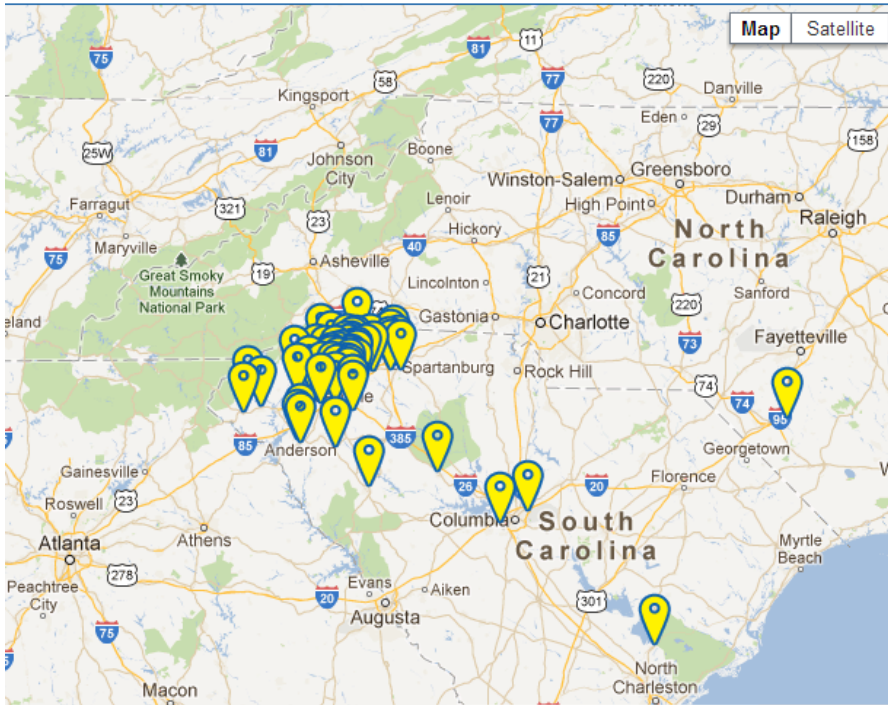 Map Satellite
75
81
11
58
77
220
Danville
Kingsport
77
Eden
29
158
25W
81
Johnson
City
Boone
Winston-Salem
Greensboro
Farragut
321
23
Lenoir
High Point
Durham
Raleigh
Maryville
75
Hickory
40
85
North
Carolina
Great Smoky
Mountains
National Park
19
Asheville
21
Lincolnton
Concord
220
Sanford
eland
Gastonia
Charlotte
73
Fayetteville
Spartanburg
Rock Hill
74
74
95
85
Anderson
385
Georgetown
Gainesville
26
20
Florence
Roswell
23
Columbia
South
Carolina
Atlanta
Athens
Myrtle
Beach
278
Peachtree
City
Evans
20
Aiken
301
Augusta
75
North
Charleston
Macon